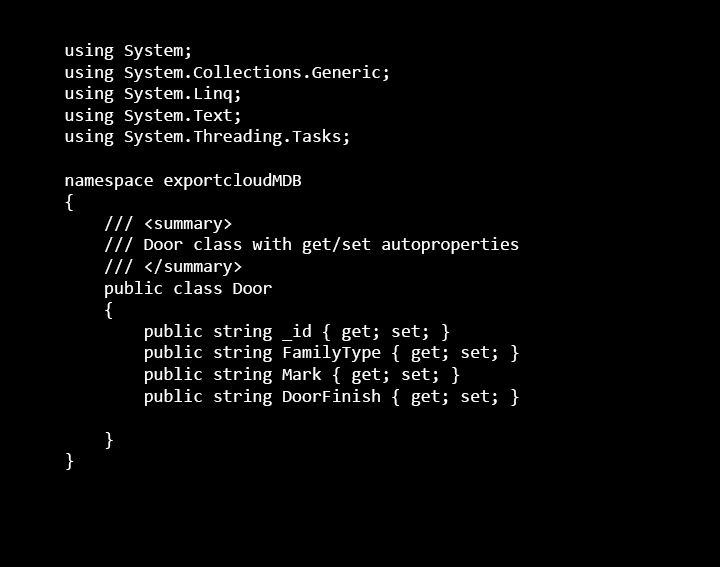 using System;
using System.Collections.Generic;
using System.Linq;
using System.Text;
using System.Threading.Tasks;

namespace exportcloudMDB
{
    /// <summary>
    /// Door class with get/set autoproperties
    /// </summary>
    public class Door
    {
        public string _id { get; set; }
        public string FamilyType { get; set; }
        public string Mark { get; set; }
        public string DoorFinish { get; set; }

    }
}